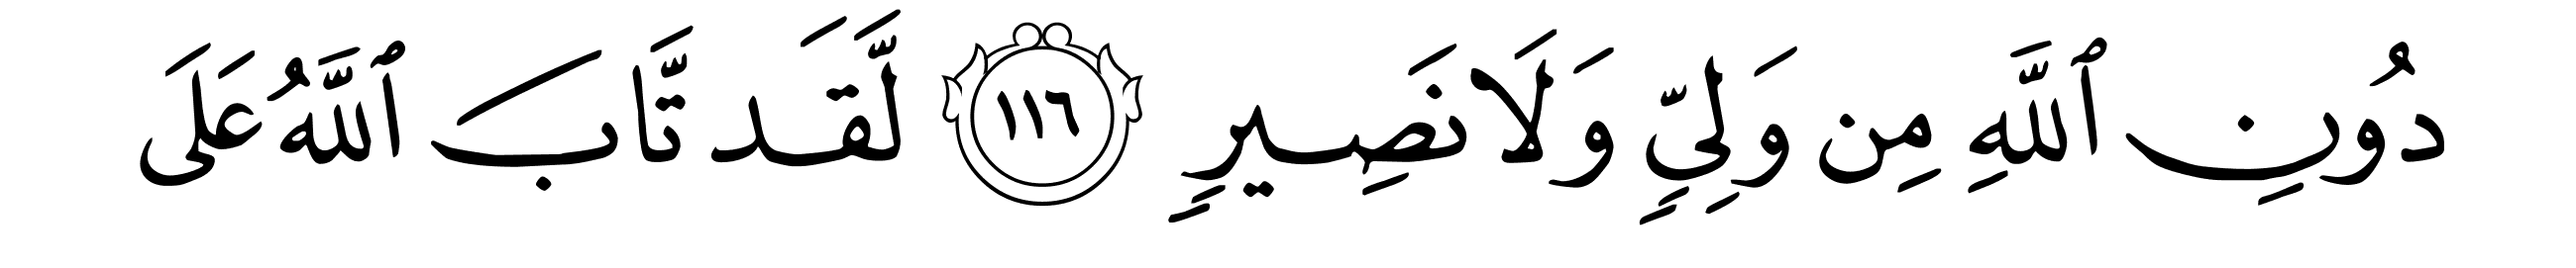 دُونِ ٱللَّهِ مِن وَلِيٍّ وَلَا نَصِيرٍ ١١٦ لَّقَد تَّابَ ٱللَّهُ عَلَى